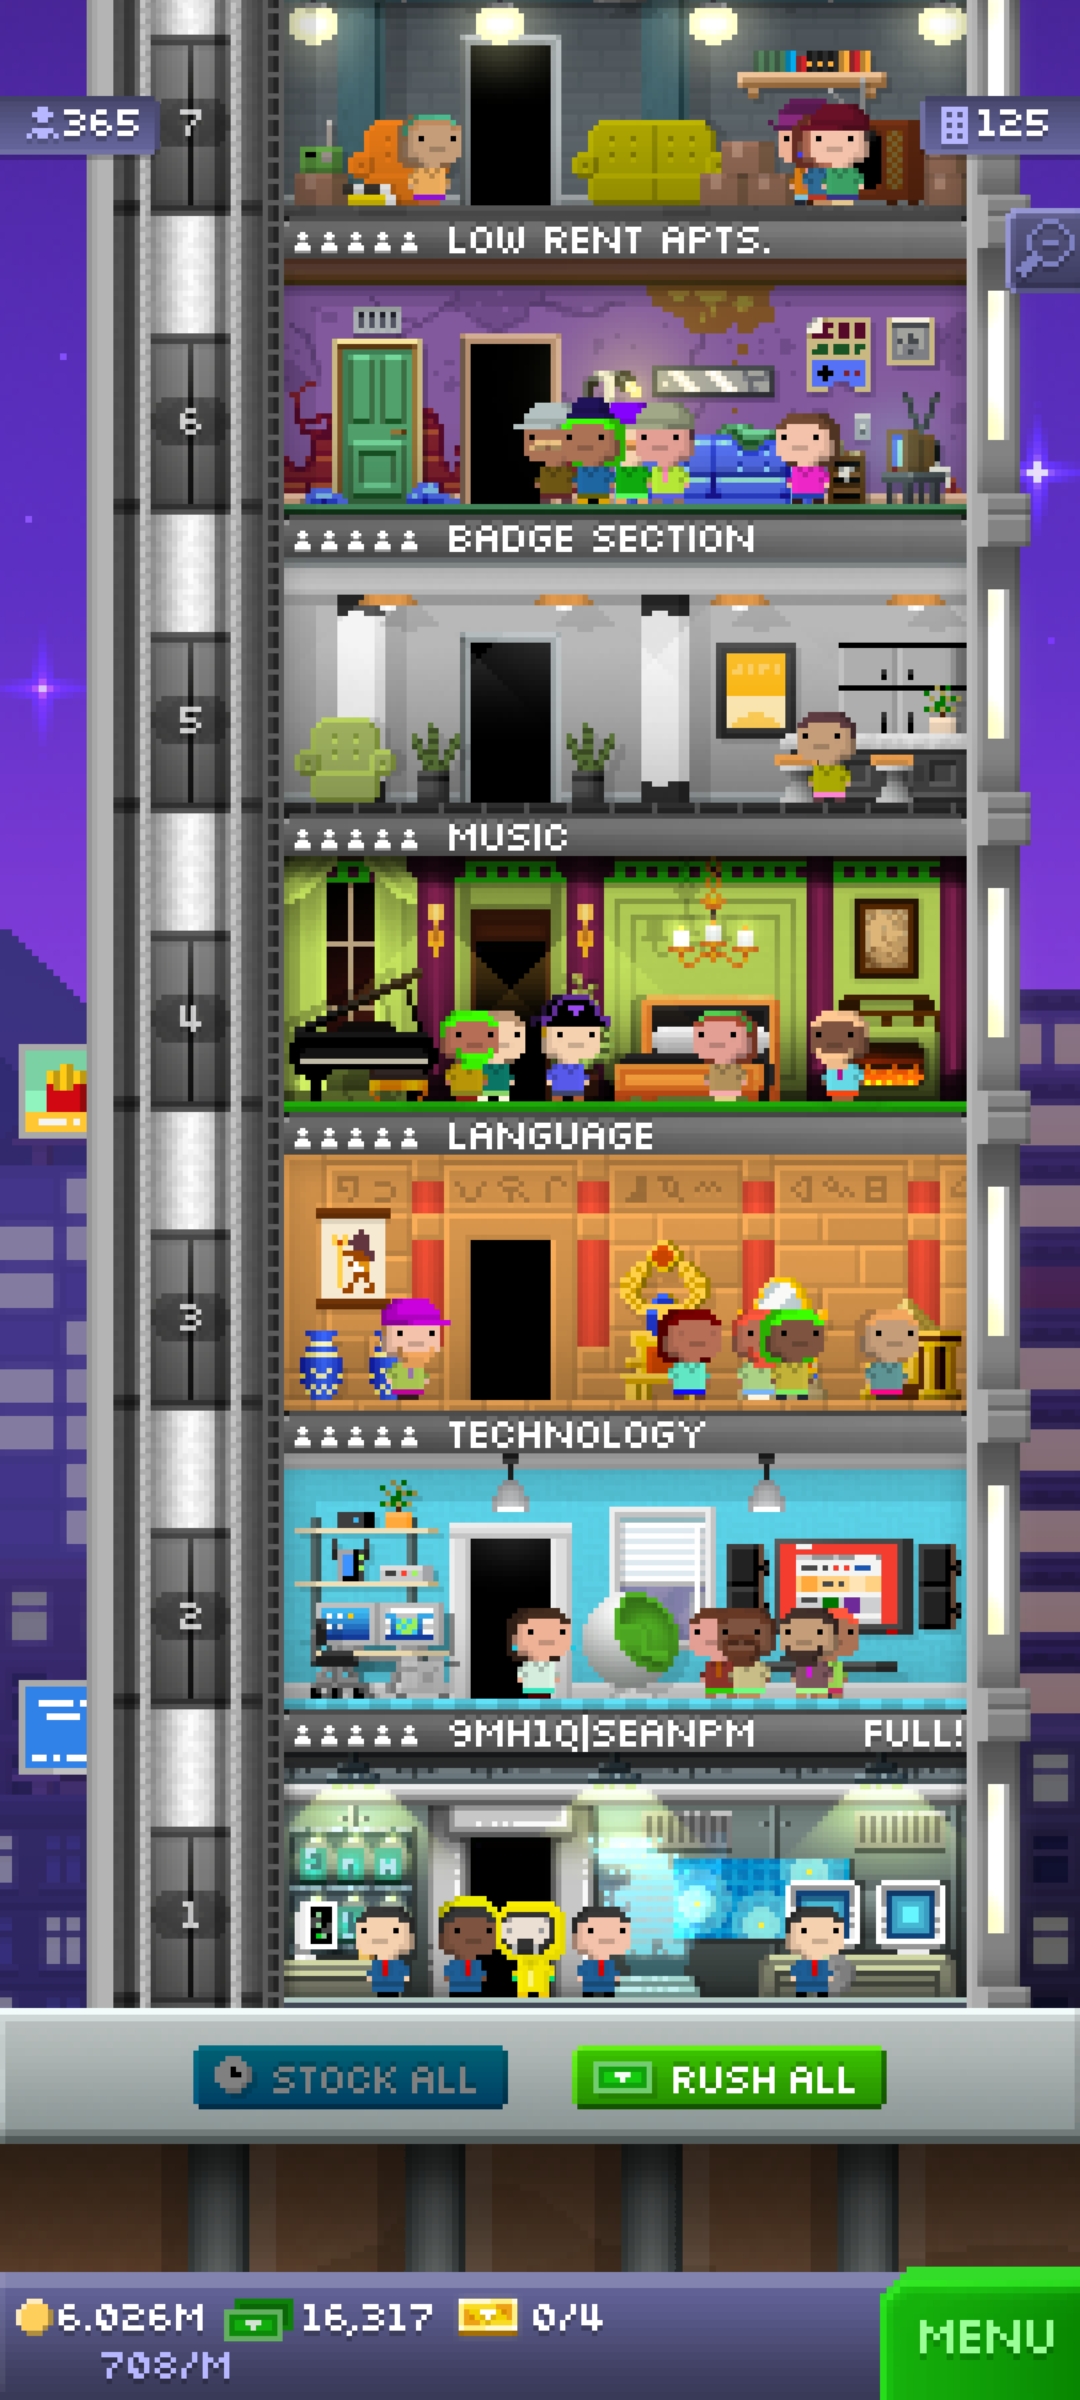 365
7
125
LOW RENT APTS.
6
BADGE SECTION
5
MUSIC
4
LANGUAGE
3
TECHNOLOGY
2
9MH1Q|SEANPM FULL!
1
STOCK ALL
RUSH ALL
6.026M 16,317 0/4
708/M
MENU